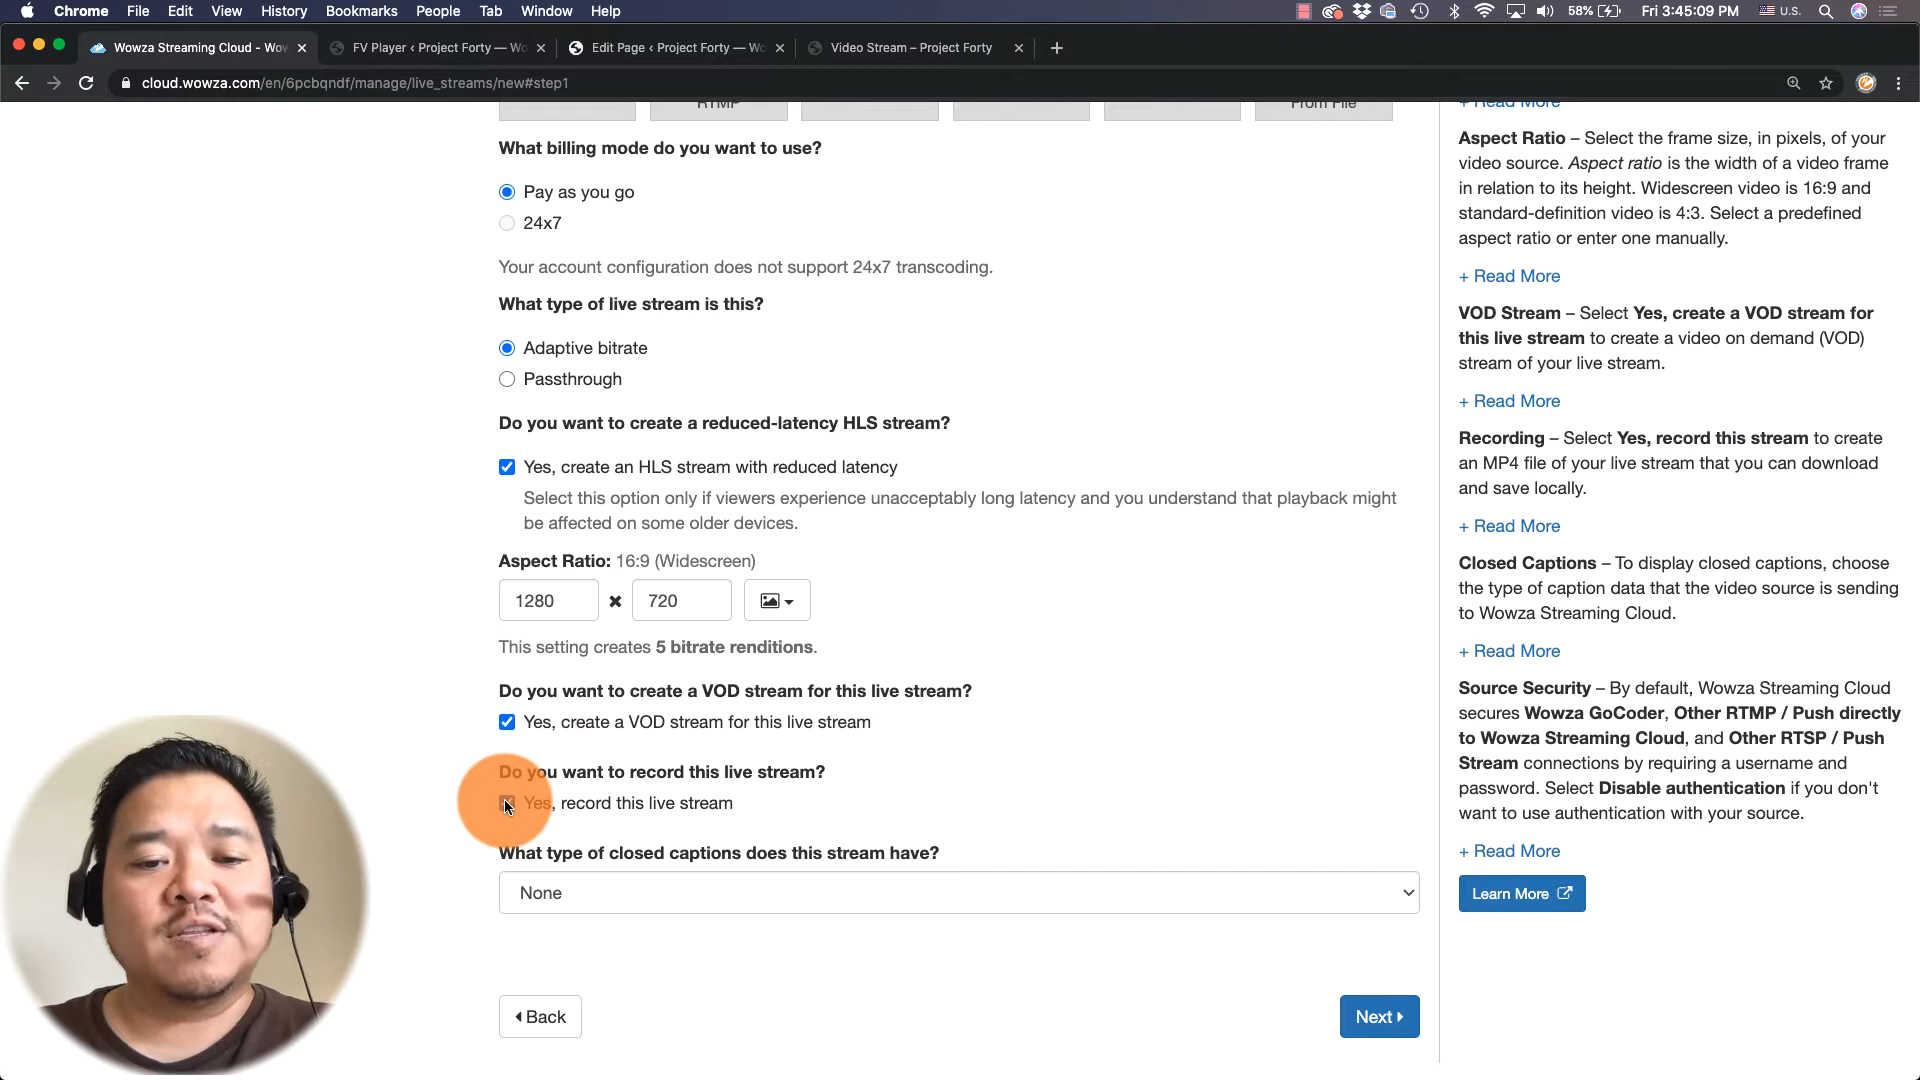 Chrome File Edit View History Bookmarks People Tab Window Help 58% Fri 3:45:09 PM U.S.
Wowza Streaming Cloud - Wow FV Player ‹ Project Forty — Wo Edit Page ‹ Project Forty — Wo Video Stream – Project Forty
cloud.wowza.com/en/6pcbqndf/manage/live_streams/new#step1
RTMP From File
What billing mode do you want to use?
Pay as you go
24x7
Your account configuration does not support 24x7 transcoding.
What type of live stream is this?
Adaptive bitrate
Passthrough
Do you want to create a reduced-latency HLS stream?
Yes, create an HLS stream with reduced latency
Select this option only if viewers experience unacceptably long latency and you understand that playback might
be affected on some older devices.
Aspect Ratio: 16:9 (Widescreen)
1280 720
This setting creates 5 bitrate renditions.
Do you want to create a VOD stream for this live stream?
Yes, create a VOD stream for this live stream
Do you want to record this live stream?
Yes, record this live stream
What type of closed captions does this stream have?
None
Back
Next
+ Read More
Aspect Ratio – Select the frame size, in pixels, of your
video source. Aspect ratio is the width of a video frame
in relation to its height. Widescreen video is 16:9 and
standard-definition video is 4:3. Select a predefined
aspect ratio or enter one manually.
+ Read More
VOD Stream – Select Yes, create a VOD stream for
this live stream to create a video on demand (VOD)
stream of your live stream.
+ Read More
Recording – Select Yes, record this stream to create
an MP4 file of your live stream that you can download
and save locally.
+ Read More
Closed Captions – To display closed captions, choose
the type of caption data that the video source is sending
to Wowza Streaming Cloud.
+ Read More
Source Security – By default, Wowza Streaming Cloud
secures Wowza GoCoder, Other RTMP / Push directly
to Wowza Streaming Cloud, and Other RTSP / Push
Stream connections by requiring a username and
password. Select Disable authentication if you don't
want to use authentication with your source.
+ Read More
Learn More